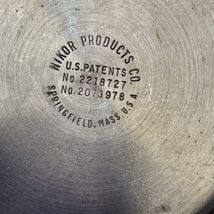 NIKOR PRODUCTS CO.
U.S. PATENTS
No. 2218727
No. 2073978
SPRINGFIELD, MASS. U.S.A.